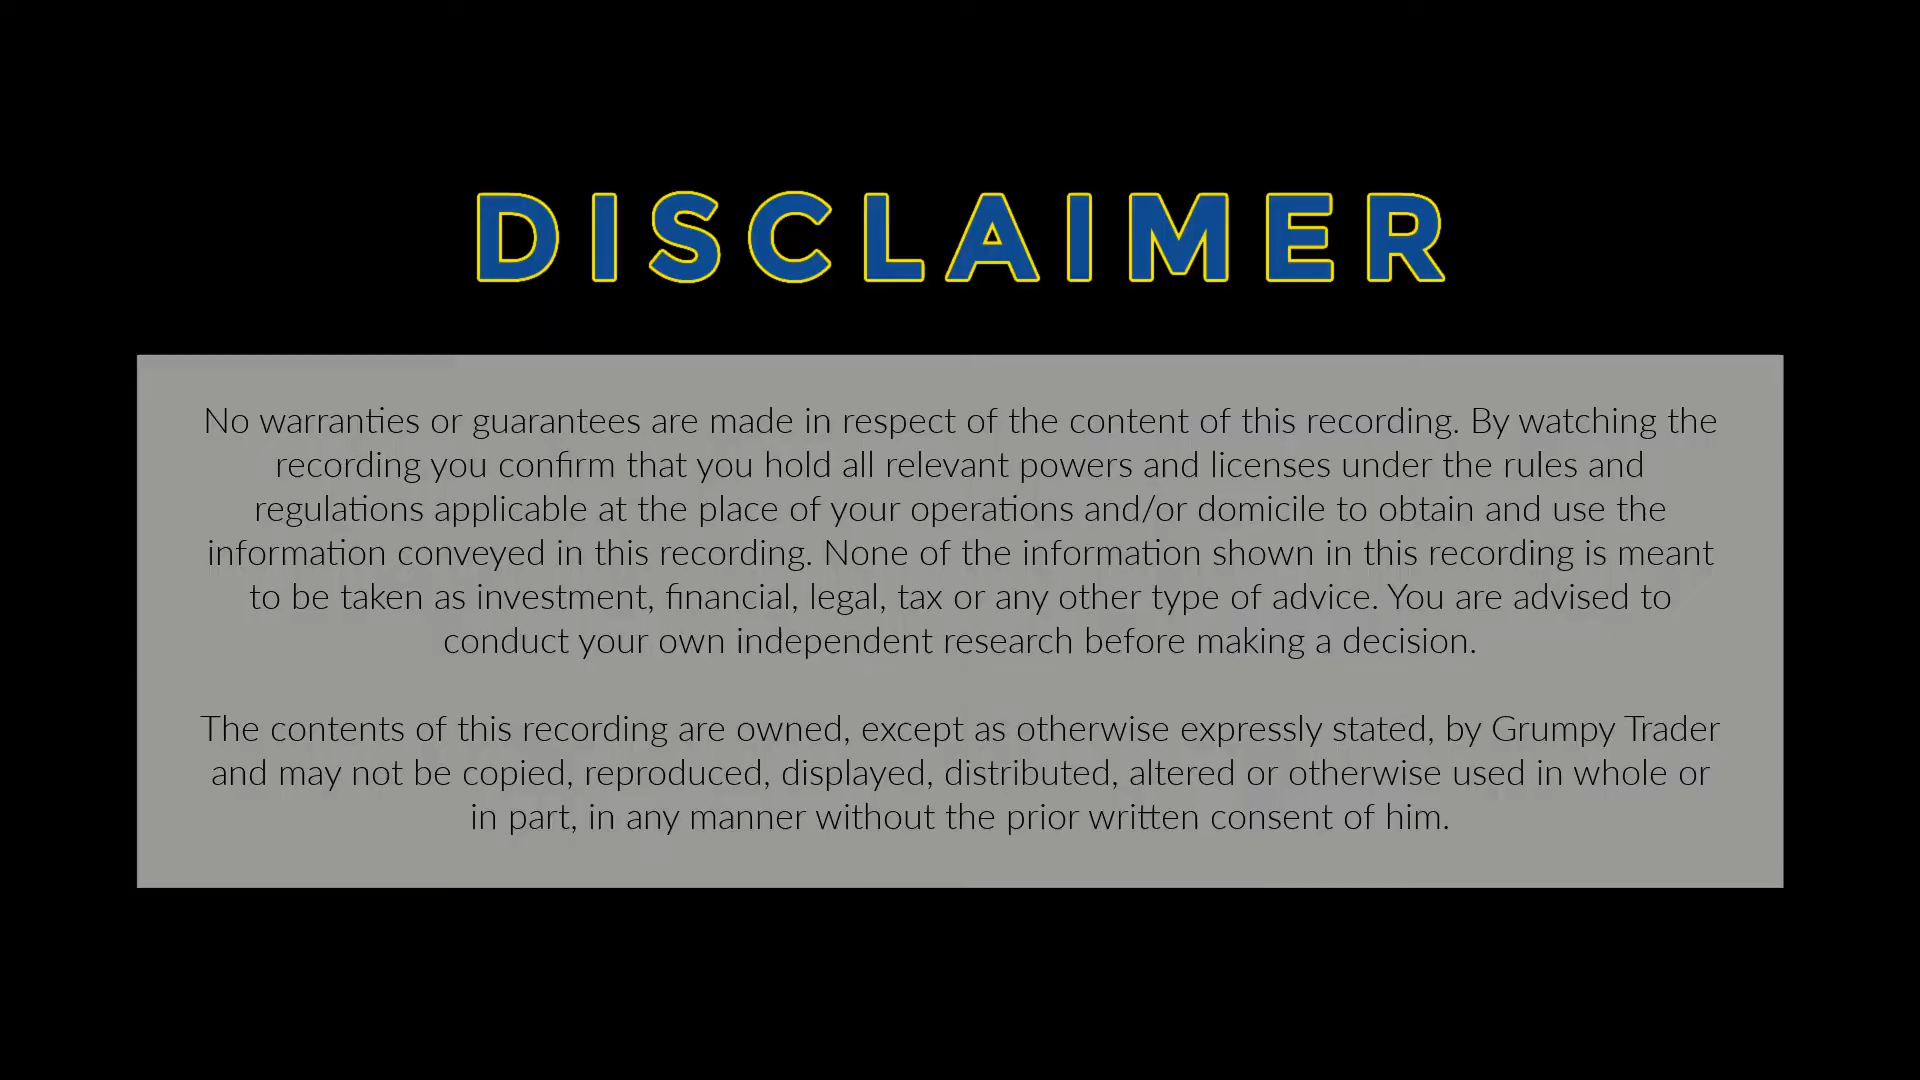 DISCLAIMER
No warranties or guarantees are made in respect of the content of this recording. By watching the
recording you confirm that you hold all relevant powers and licenses under the rules and
regulations applicable at the place of your operations and/or domicile to obtain and use the
information conveyed in this recording. None of the information shown in this recording is meant
to be taken as investment, financial, legal, tax or any other type of advice. You are advised to
conduct your own independent research before making a decision.
The contents of this recording are owned, except as otherwise expressly stated, by Grumpy Trader
and may not be copied, reproduced, displayed, distributed, altered or otherwise used in whole or
in part, in any manner without the prior written consent of him.